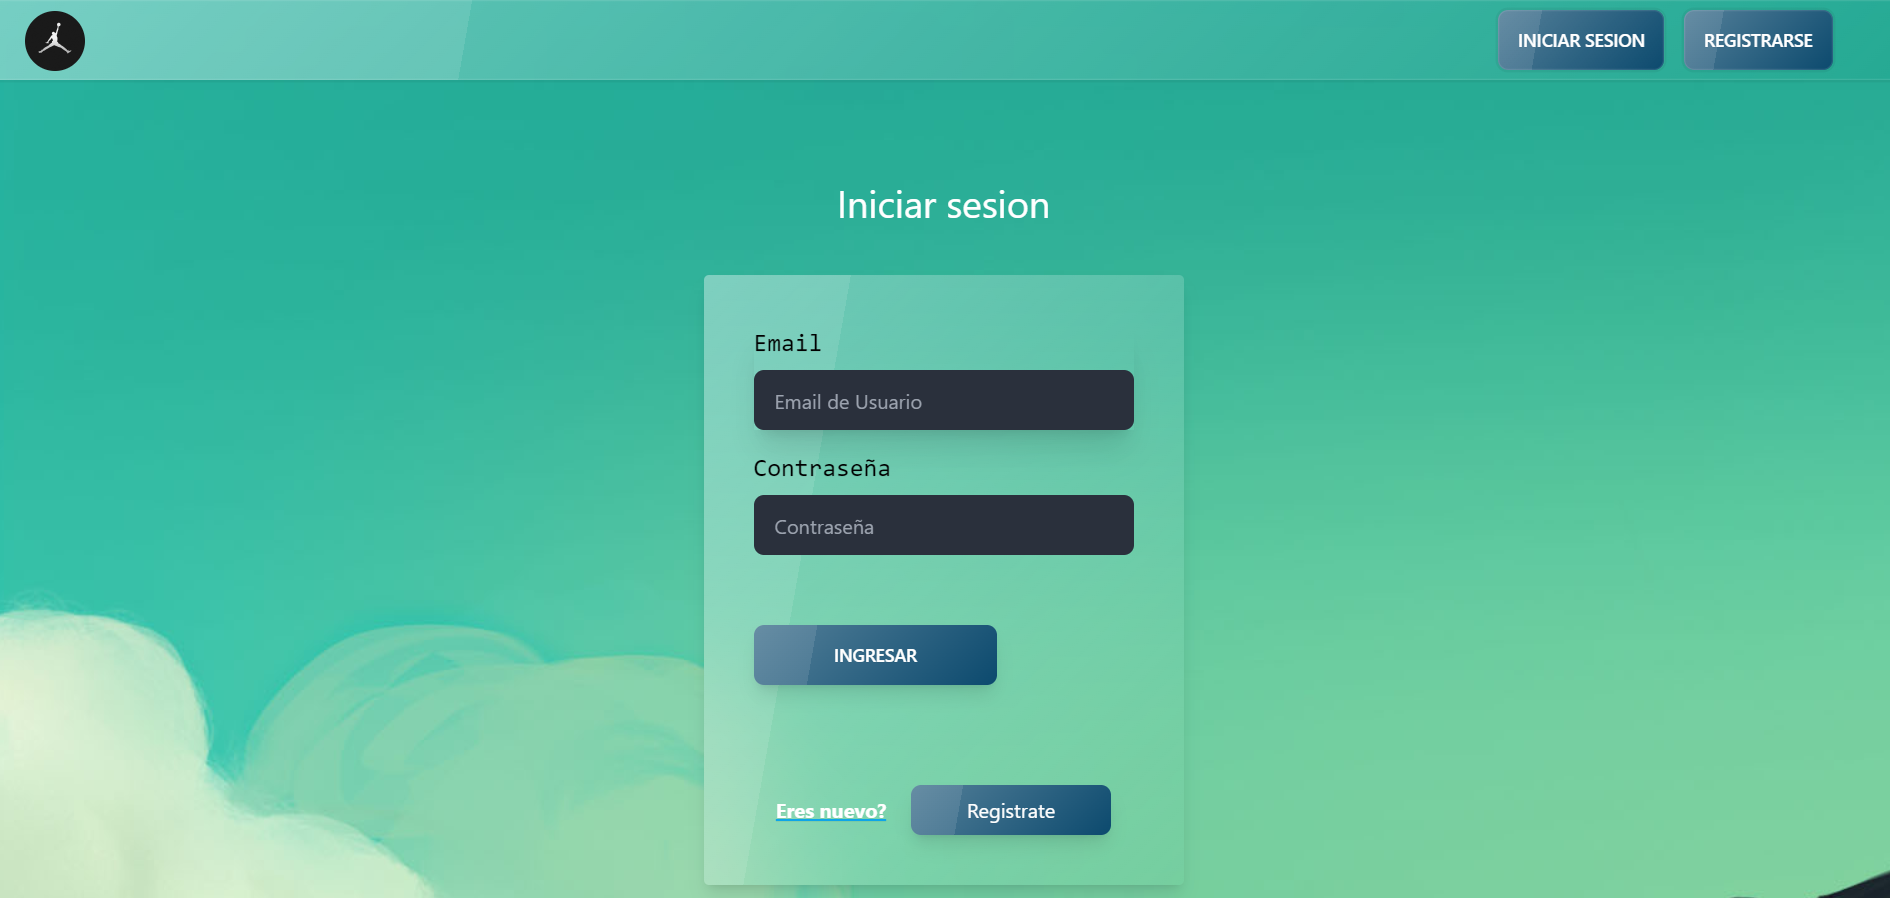 INICIAR SESION
REGISTRARSE
Iniciar sesion
Email
Email de Usuario
Contraseña
Contraseña
INGRESAR
Eres nuevo?
Registrate